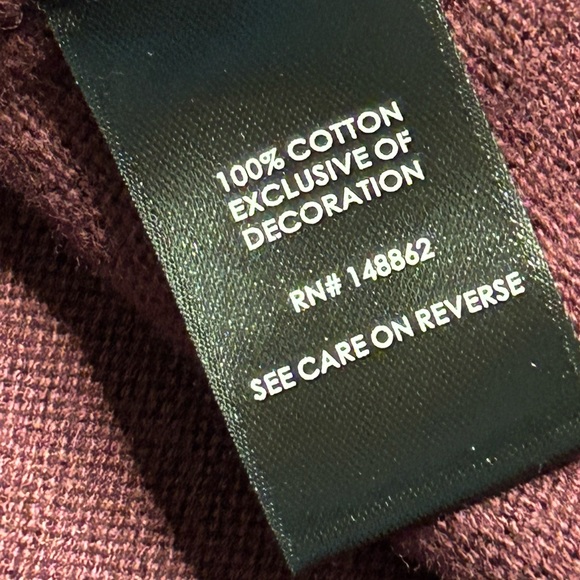 100% COTTON
EXCLUSIVE OF
DECORATION
RN# 148862
SEE CARE ON REVERSE